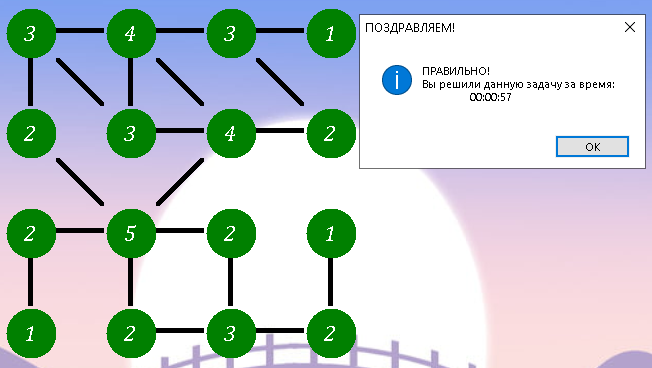 3 4 3 1
ПОЗДРАВЛЯЕМ!
ПРАВИЛЬНО!
Вы решили данную задачу за время:
00:00:57
OK
2 3 4 2
2 5 2 1
1 2 3 2